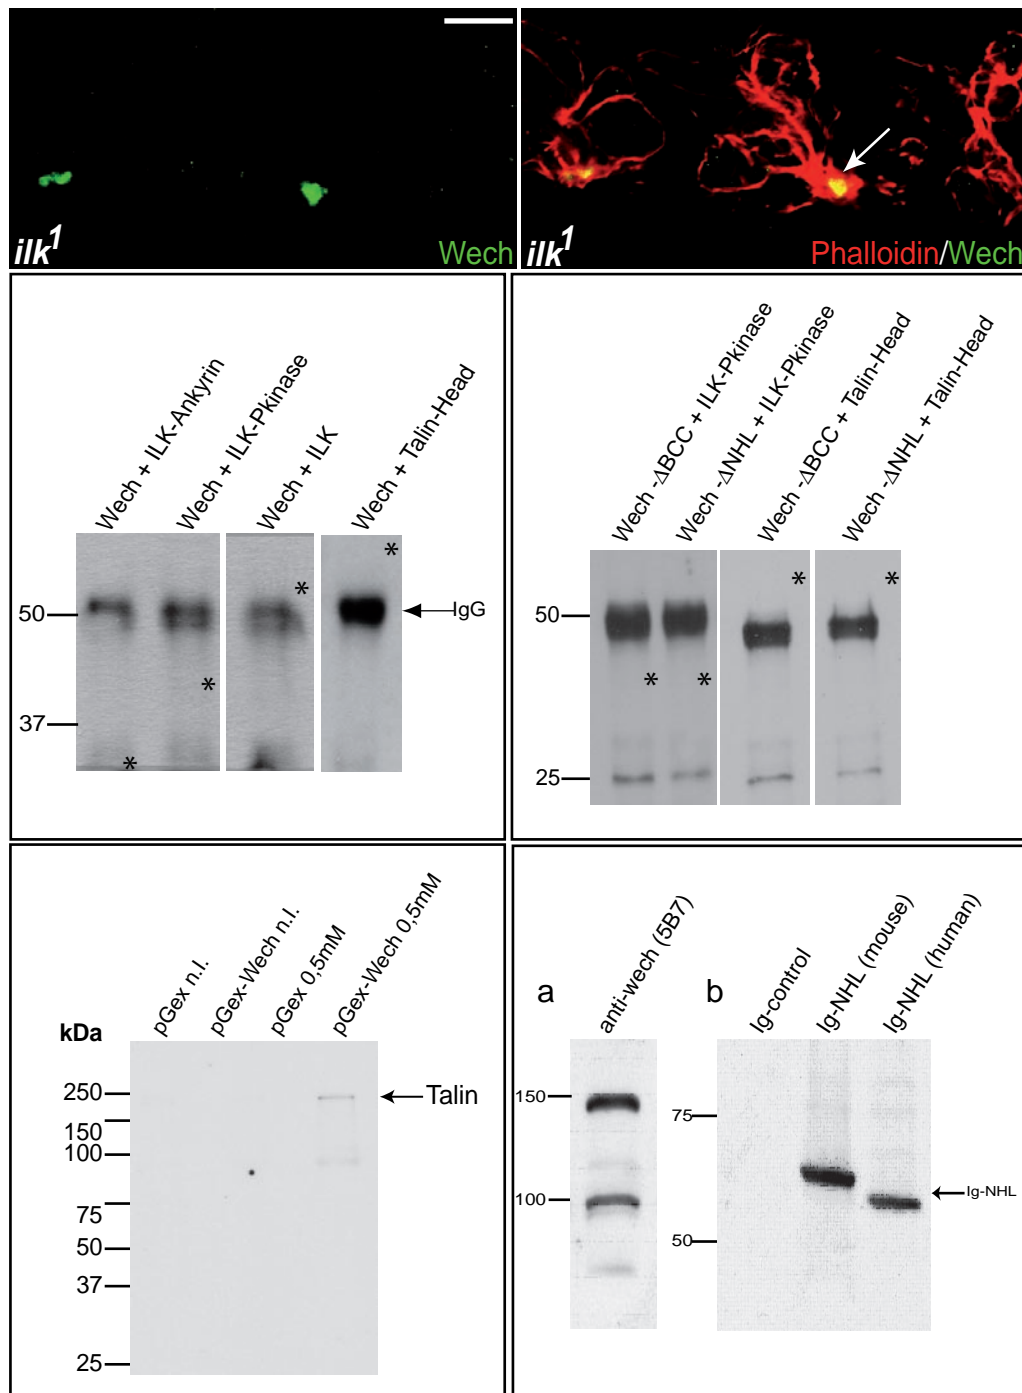 ilk1
Wech
ilk1
Phalloidin/Wech
Wech + ILK-Ankyrin
Wech + ILK-Pkinase
Wech + ILK
Wech + Talin-Head
*
*
*
*
50
37
IgG
Wech -ΔBCC + ILK-Pkinase
Wech -ΔNHL + ILK-Pkinase
Wech -ΔBCC + Talin-Head
Wech -ΔNHL + Talin-Head
*
*
*
*
50
25
pGex n.I.
pGex-Wech n.I.
pGex 0,5mM
pGex-Wech 0,5mM
kDa
250
150
100
75
50
37
25
Talin
a
anti-wech (5B7)
150
100
b
Ig-control
Ig-NHL (mouse)
Ig-NHL (human)
75
50
Ig-NHL